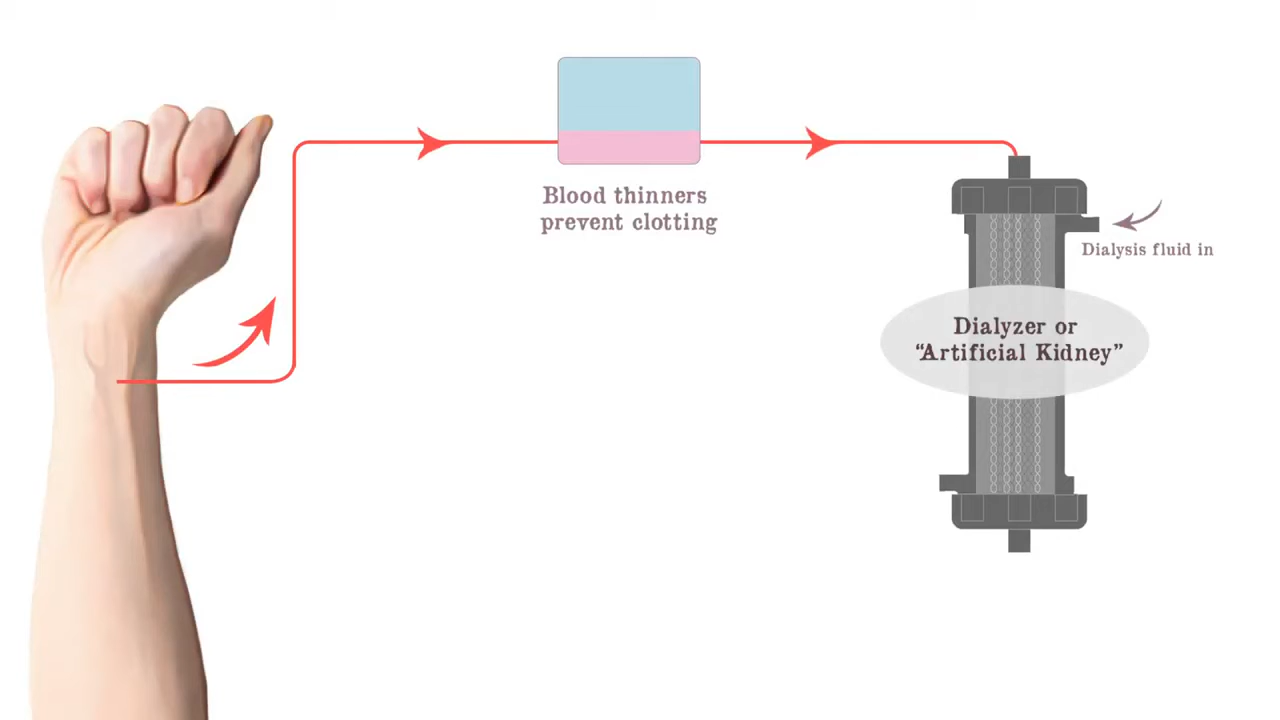 Blood thinners
prevent clotting
Dialysis fluid in
Dialyzer or
“Artificial Kidney”